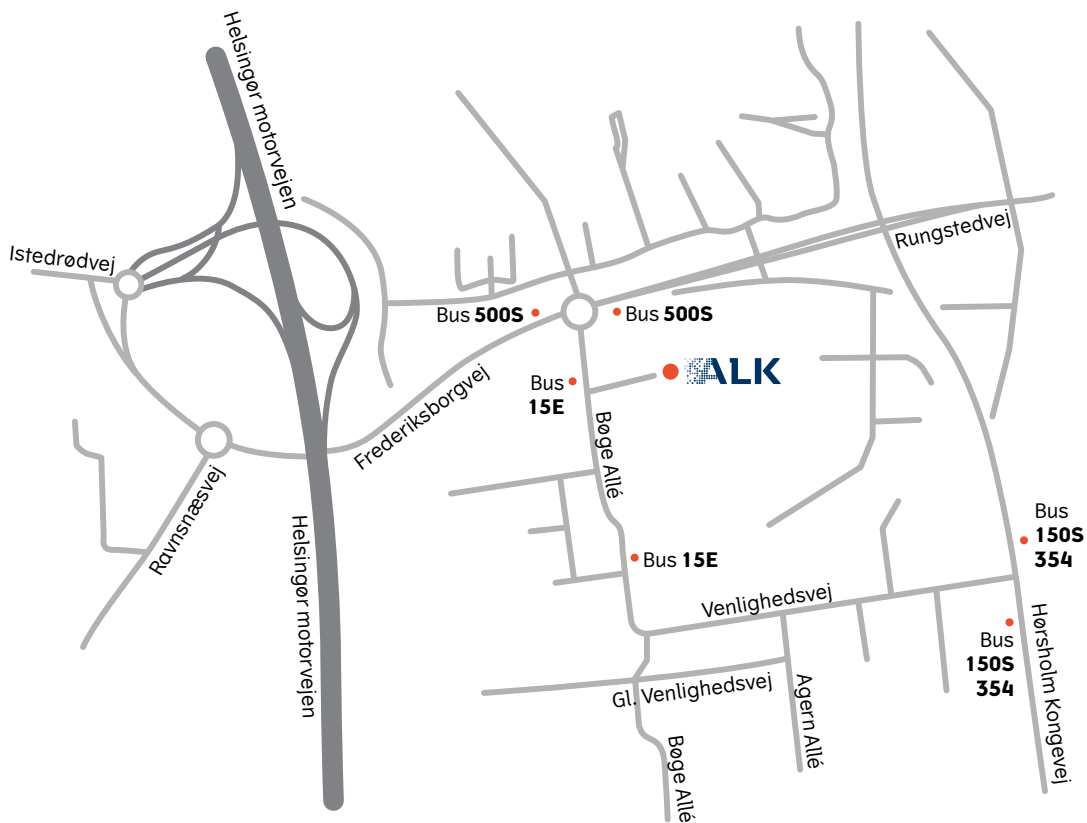 Helsingør motorvejen
Istedrødvej
Rungstedvej
Bus 500S
Bus 500S
ALK
Bus
15E
Frederiksborgvej
Bøge Allé
Ravnsnæsvej
Helsingør motorvejen
Bus
150S
354
Bus 15E
Venlighedsvej
Hørsholm Kongevej
Bus
150S
354
Gl. Venlighedsvej
Agern Allé
Bøge Allé